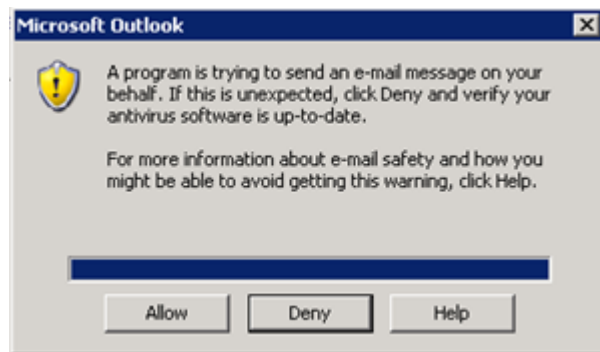 Microsoft Outlook
A program is trying to send an e-mail message on your
behalf. If this is unexpected, click Deny and verify your
antivirus software is up-to-date.
For more information about e-mail safety and how you
might be able to avoid getting this warning, click Help.
Allow Deny Help